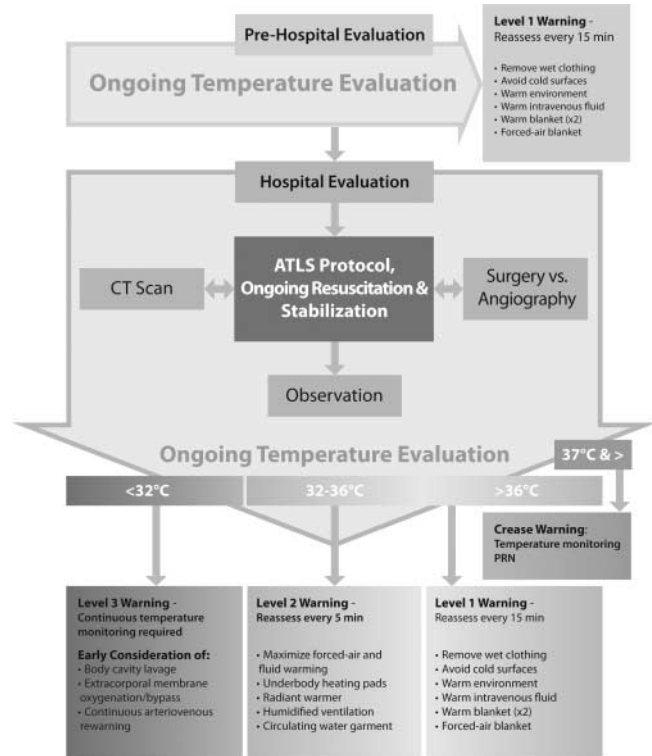 Pre-Hospital Evaluation
Ongoing Temperature Evaluation
Level 1 Warning -
Reassess every 15 min
• Remove wet clothing
• Avoid cold surfaces
• Warm environment
• Warm intravenous fluid
• Warm blanket (x2)
• Forced-air blanket
Hospital Evaluation
CT Scan
ATLS Protocol,
Ongoing Resuscitation &
Stabilization
Surgery vs.
Angiography
Observation
Ongoing Temperature Evaluation
37°C & >
<32°C
32-36°C
>36°C
Crease Warning:
Temperature monitoring
PRN
Level 3 Warning -
Continuous temperature
monitoring required
Early Consideration of:
• Body cavity lavage
• Extracorporal membrane
oxygenation/bypass
• Continuous arteriovenous
rewarming
Level 2 Warning -
Reassess every 5 min
• Maximize forced-air and
fluid warming
• Underbody heating pads
• Radiant warmer
• Humidified ventilation
• Circulating water garment
Level 1 Warning -
Reassess every 15 min
• Remove wet clothing
• Avoid cold surfaces
• Warm environment
• Warm intravenous fluid
• Warm blanket (x2)
• Forced-air blanket